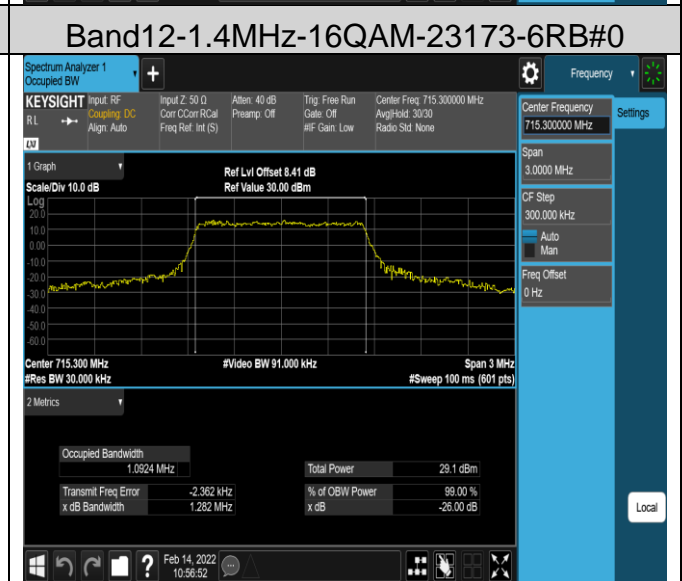 Band12-1.4MHz-16QAM-23173-6RB#0
Spectrum Analyzer 1
Occupied BW
+
Frequency
KEYSIGHT
RL
Input: RF
Coupling: DC
Align: Auto
Input Z: 50 Ω
Corr CCorr RCal
Freq Ref: Int (S)
Atten: 40 dB
Preamp: Off
Trig: Free Run
Gate: Off
#IF Gain: Low
Center Freq: 715.300000 MHz
Avg|Hold: 30/30
Radio Std: None
LXI
Center Frequency
715.300000 MHz
Settings
Span
3.0000 MHz
CF Step
300.000 kHz
Auto
Man
Freq Offset
0 Hz
1 Graph
Ref Lvl Offset 8.41 dB
Scale/Div 10.0 dB
Ref Value 30.00 dBm
Log
20.0
10.0
0.00
-10.0
-20.0
-30.0
-40.0
-50.0
-60.0
Center 715.300 MHz
#Video BW 91.000 kHz
Span 3 MHz
#Res BW 30.000 kHz
#Sweep 100 ms (601 pts)
2 Metrics
Occupied Bandwidth
1.0924 MHz
Total Power 29.1 dBm
Transmit Freq Error -2.362 kHz
% of OBW Power 99.00 %
x dB Bandwidth 1.282 MHz
x dB -26.00 dB
Local
?
Feb 14, 2022
10:56:52